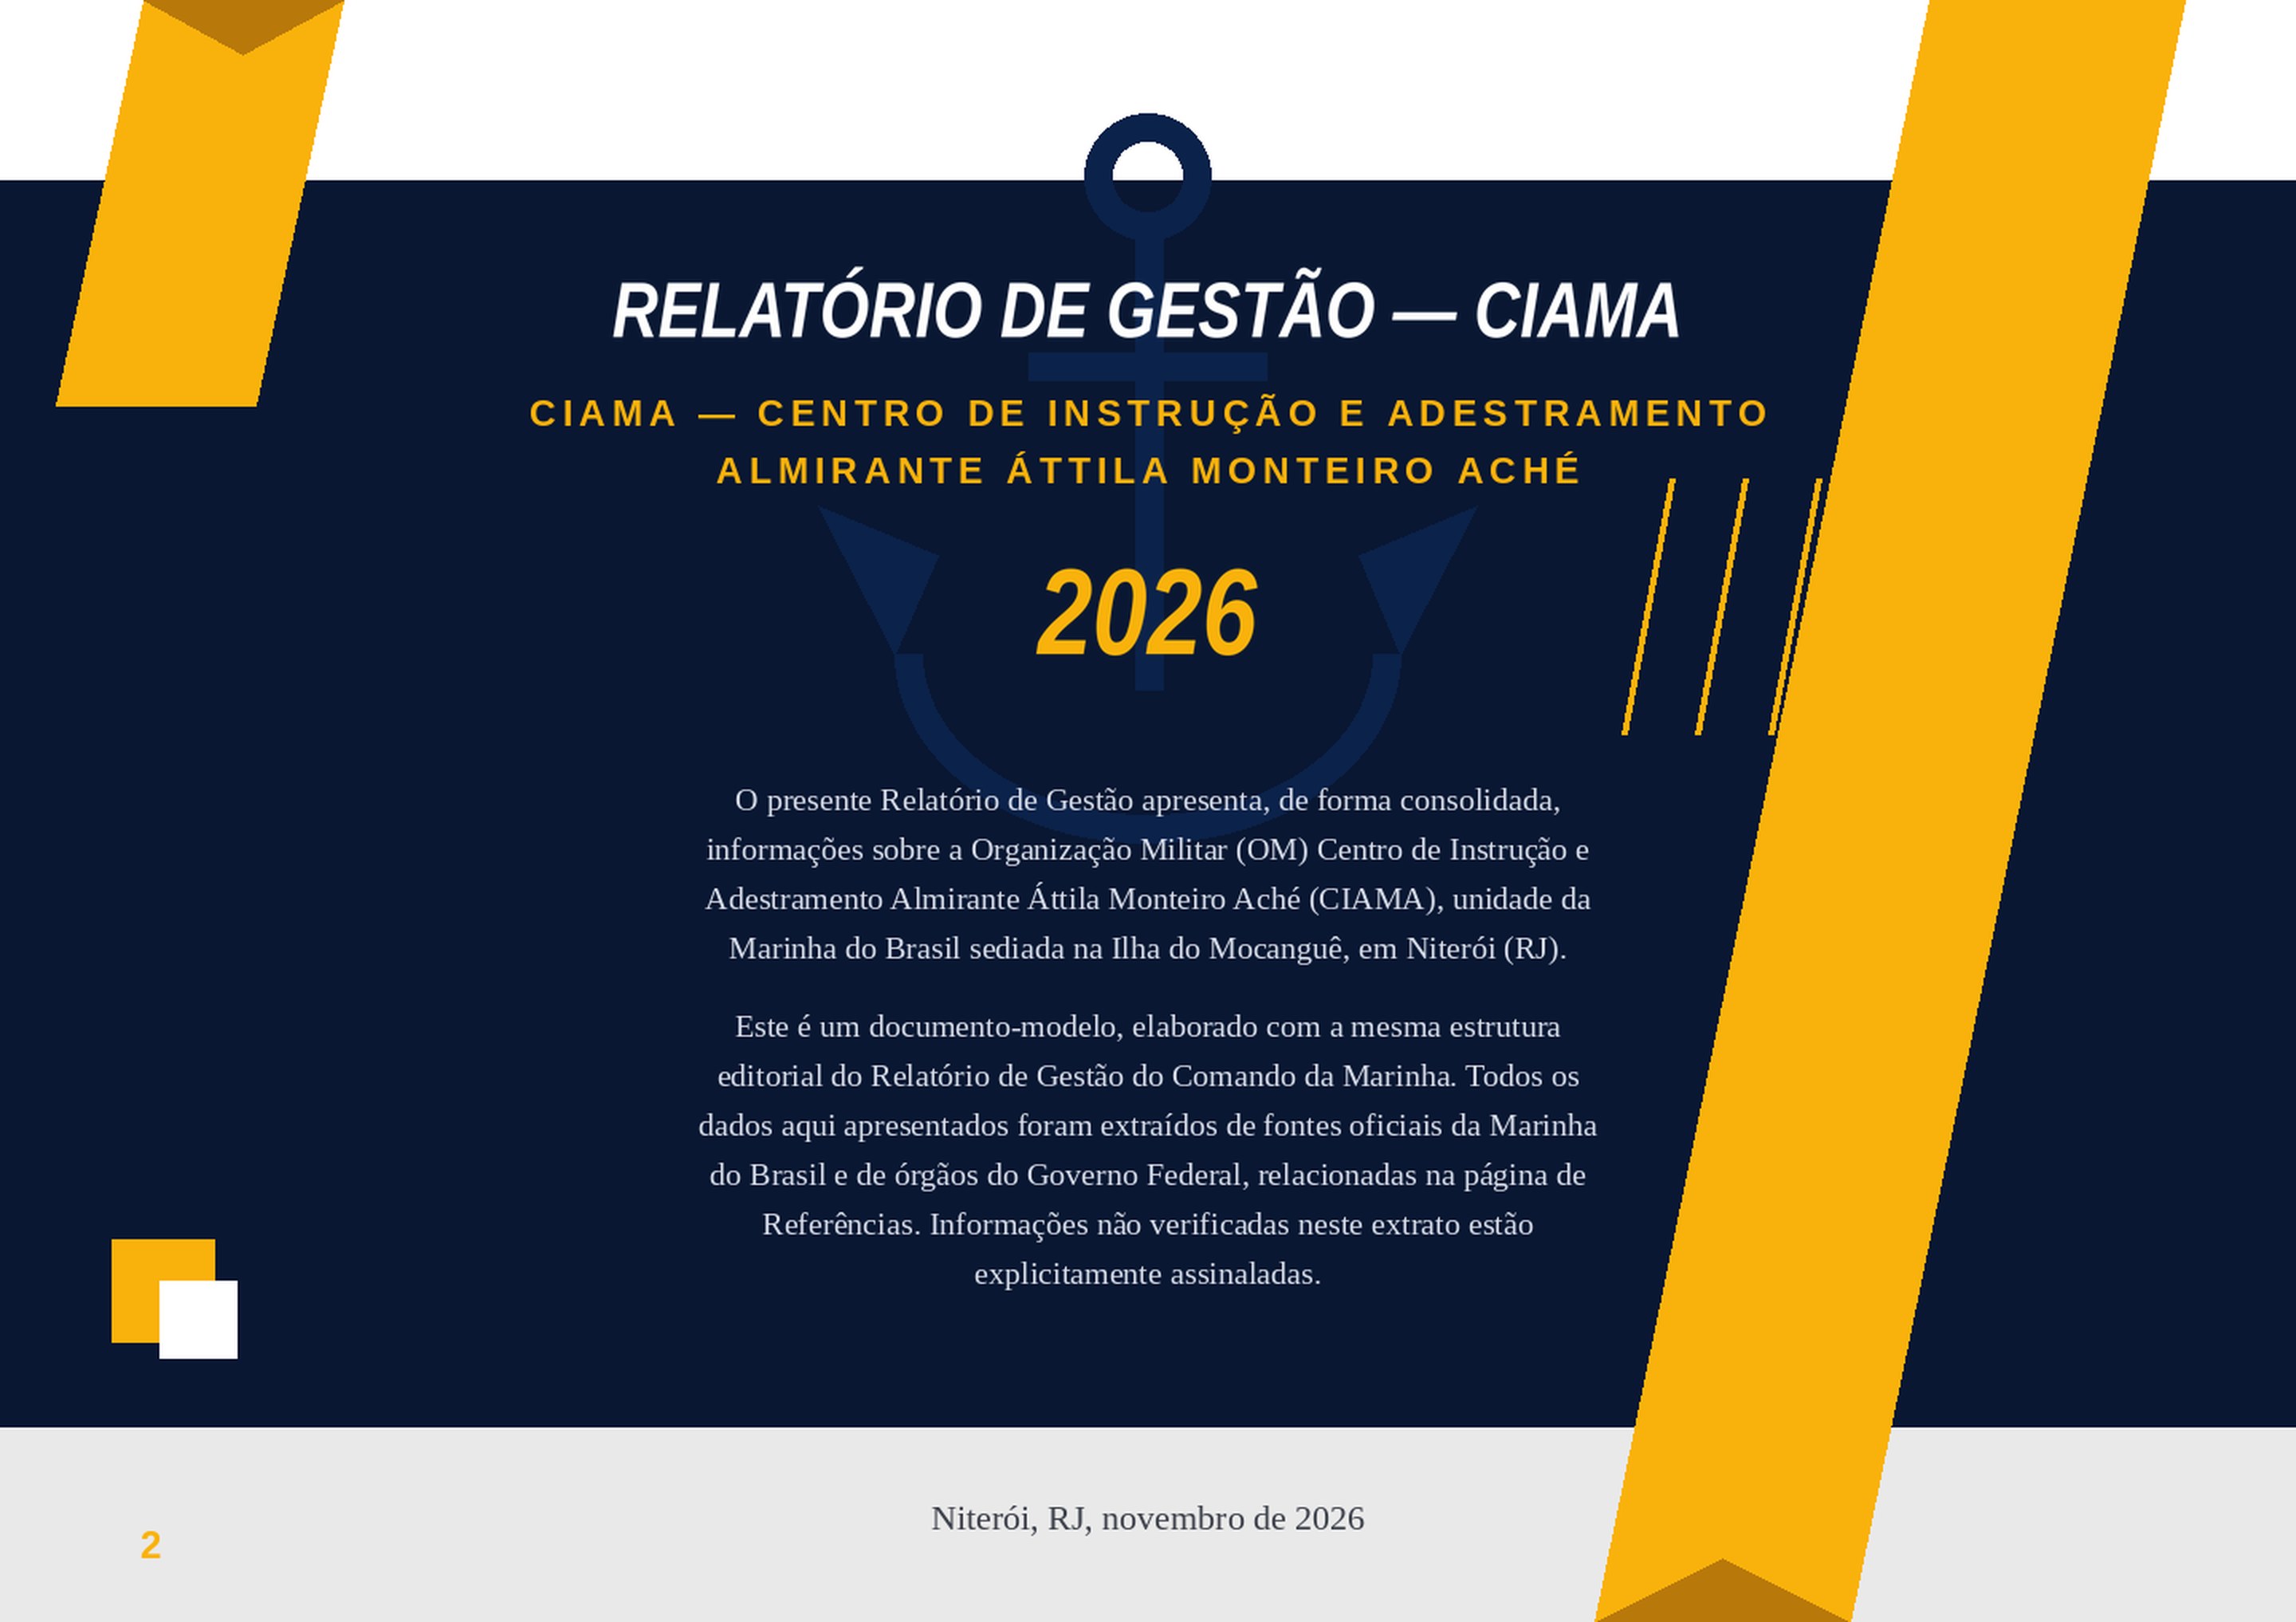 RELATÓRIO DE GESTÃO — CIAMA
CIAMA — CENTRO DE INSTRUÇÃO E ADESTRAMENTO
ALMIRANTE ÁTTILA MONTEIRO ACHÉ
2026
O presente Relatório de Gestão apresenta, de forma consolidada,
informações sobre a Organização Militar (OM) Centro de Instrução e
Adestramento Almirante Áttila Monteiro Aché (CIAMA), unidade da
Marinha do Brasil sediada na Ilha do Mocanguê, em Niterói (RJ).
Este é um documento-modelo, elaborado com a mesma estrutura
editorial do Relatório de Gestão do Comando da Marinha. Todos os
dados aqui apresentados foram extraídos de fontes oficiais da Marinha
do Brasil e de órgãos do Governo Federal, relacionadas na página de
Referências. Informações não verificadas neste extrato estão
explicitamente assinaladas.
Niterói, RJ, novembro de 2026
2